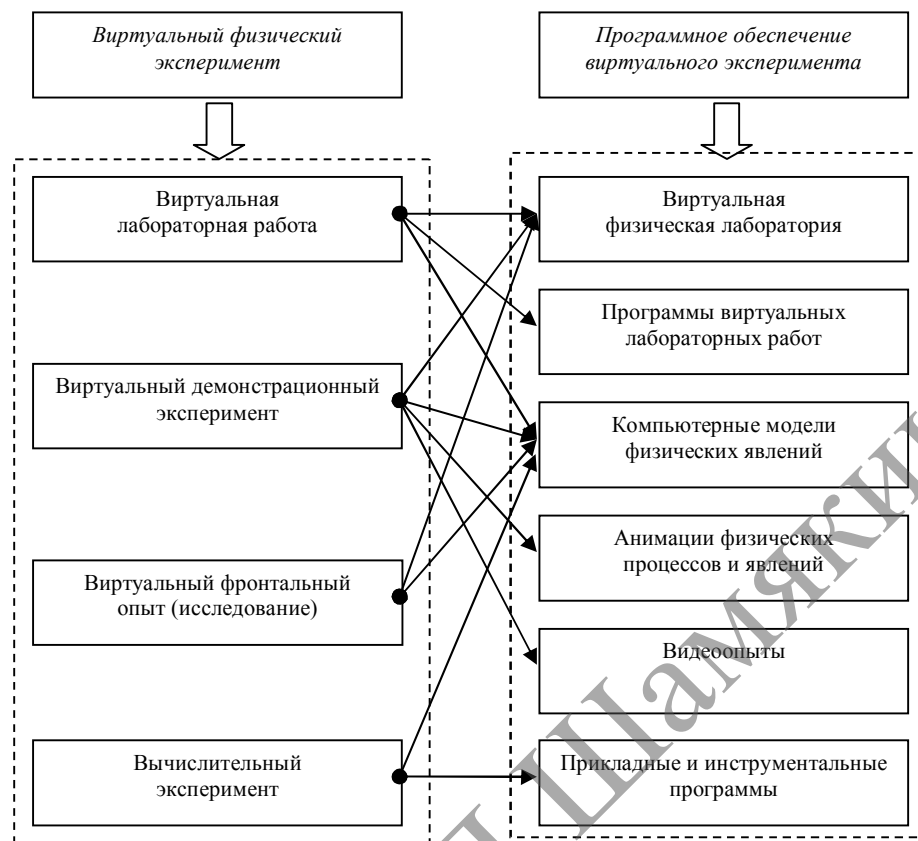 Виртуальный физический
эксперимент
Программное обеспечение
виртуального эксперимента
Виртуальная
лабораторная работа
Виртуальный демонстрационный
эксперимент
Виртуальный фронтальный
опыт (исследование)
Вычислительный
эксперимент
Виртуальная
физическая лаборатория
Программы виртуальных
лабораторных работ
Компьютерные модели
физических явлений
Анимации физических
процессов и явлений
Видеоопыты
Прикладные и инструментальные
программы